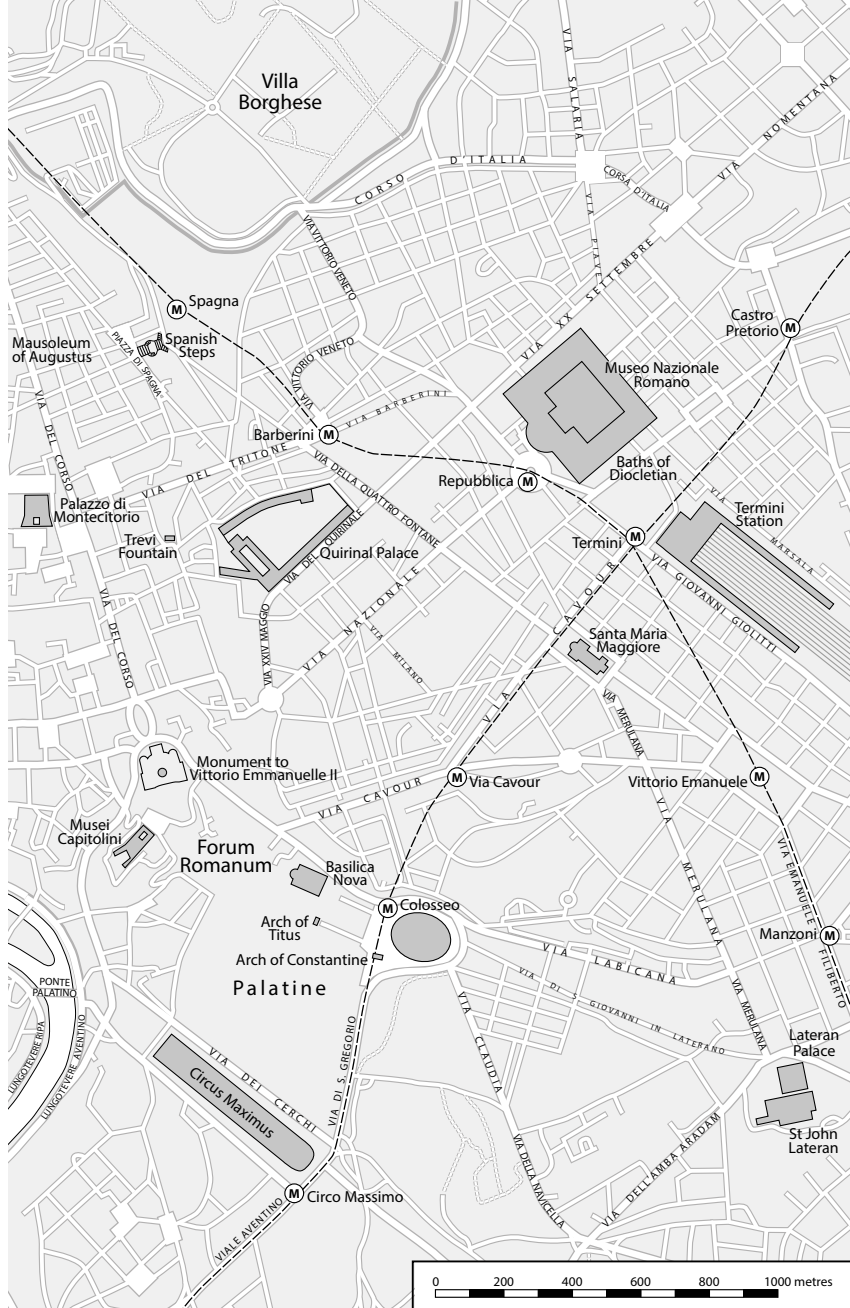 Villa
Borghese
VIA SALARIA
VIA NOMENTANA
CORSO D'ITALIA
CORSA D'ITALIA
VIA PIAVE
VIA VITTORIO VENETO
VIA XX SETTEMBRE
Spagna
M
Castro
Pretorio
M
Mausoleum
of Augustus
PIAZZA DI SPAGNA
Spanish
Steps
VIA VITTORIO VENETO
Museo Nazionale
Romano
VIA DEL CORSO
VIA BARBERINI
Barberini
M
VIA DEL TRITONE
Baths of
Diocletian
Repubblica
M
VIA DELLA QUATTRO FONTANE
Palazzo di
Montecitorio
Trevi
Fountain
VIA DEL QUIRINALE
Quirinal Palace
Termini
M
Termini
Station
VIA MARSALA
VIA GIOVANNI GIOLITTI
VIA DEL CORSO
VIA XXIV MAGGIO
VIA NAZIONALE
VIA MILANO
VIA CAVOUR
Santa Maria
Maggiore
VIA MERULANA
Monument to
Vittorio Emmanuelle II
VIA CAVOUR
M
Via Cavour
Vittorio Emanuele
M
Musei
Capitolini
Forum
Romanum
Basilica
Nova
VIA MERULANA
VIA EMANUELE FILIBERTO
M
Colosseo
Arch of
Titus
Arch of Constantine
VIA LABICANA
Manzoni
M
PONTE
PALATINO
Palatine
VIA DI S. GIOVANNI IN LATERANO
VIA MERULANA
LUNGOTEVERE RIPA
LUNGOTEVERE AVENTINO
VIA DI S. GREGORIO
VIA CLAUDIA
Lateran
Palace
VIA DEI CERCHI
Circus Maximus
St John
Lateran
VIA DELLA NAVICELLA
VIA DELL'AMBA ARADAM
M
Circo Massimo
VIALE AVENTINO
0 200 400 600 800 1000 metres